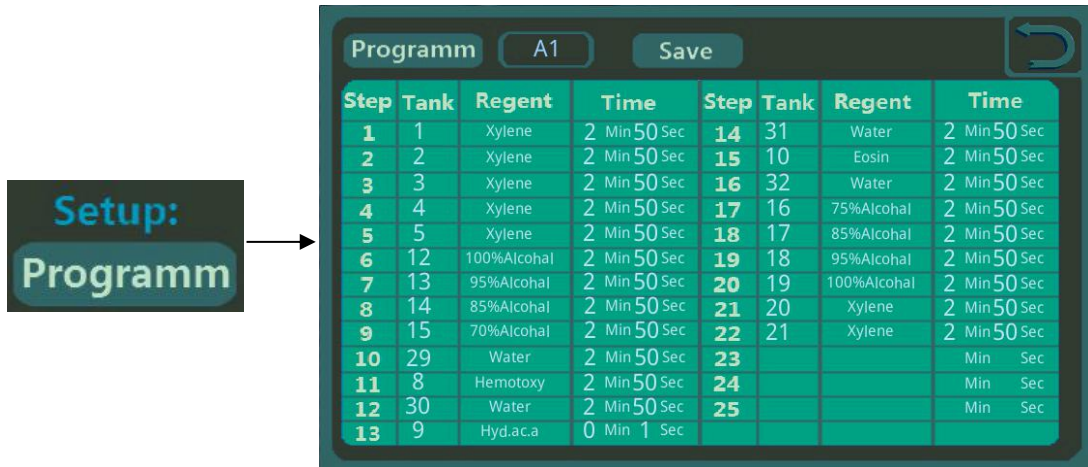 Setup:
Programm
Programm A1 Save
Step Tank Regent Time Step Tank Regent Time
1 1 Xylene 2 Min 50 Sec 14 31 Water 2 Min 50 Sec
2 2 Xylene 2 Min 50 Sec 15 10 Eosin 2 Min 50 Sec
3 3 Xylene 2 Min 50 Sec 16 32 Water 2 Min 50 Sec
4 4 Xylene 2 Min 50 Sec 17 16 75%Alcohal 2 Min 50 Sec
5 5 Xylene 2 Min 50 Sec 18 17 85%Alcohal 2 Min 50 Sec
6 12 100%Alcohal 2 Min 50 Sec 19 18 95%Alcohal 2 Min 50 Sec
7 13 95%Alcohal 2 Min 50 Sec 20 19 100%Alcohal 2 Min 50 Sec
8 14 85%Alcohal 2 Min 50 Sec 21 20 Xylene 2 Min 50 Sec
9 15 70%Alcohal 2 Min 50 Sec 22 21 Xylene 2 Min 50 Sec
10 29 Water 2 Min 50 Sec 23 Min Sec
11 8 Hemotoxy 2 Min 50 Sec 24 Min Sec
12 30 Water 2 Min 50 Sec 25 Min Sec
13 9 Hyd.ac.a 0 Min 1 Sec